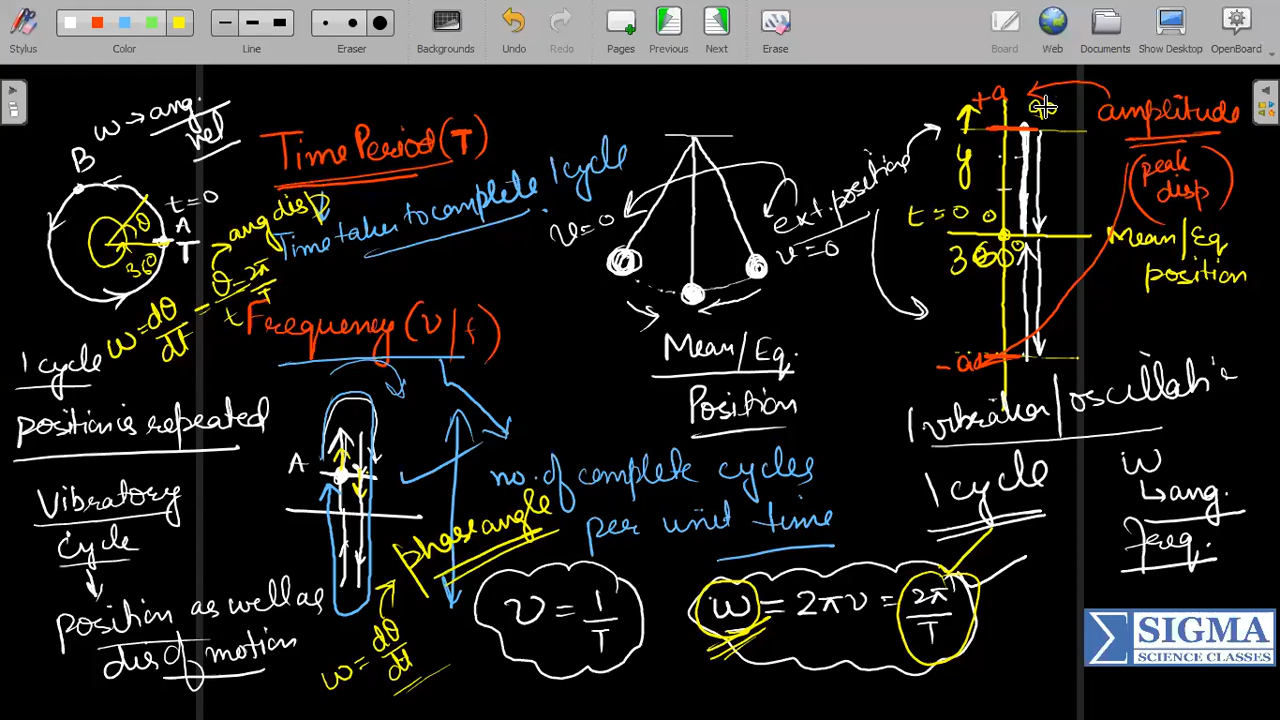 Stylus
Color
Line
Eraser
Backgrounds
Undo
Redo
Pages
Previous
Next
Erase
Board
Web
Documents
Show Desktop
OpenBoard
w → ang.
vel
B
t=0
A
T
θ
360°
ang disp
w = dθ/dt = θ/t = 2π/T
Time Period (T)
Time taken to complete 1 cycle
Frequency (ν/f)
no. of complete cycles
per unit time
1 cycle
position is repeated
Vibratory
Cycle
position as well as
dir of motion
A
phase angle
w = dθ/dt
v=0
ext. position
v=0
Mean/Eq.
Position
ν = 1/T
w = 2πν = 2π/T
+a
y
t=0 0
360°
-a
amplitude
(peak
disp)
Mean/Eq
position
1 vibration/oscillatio
1 cycle
w
↳ ang.
freq.
SIGMA
SCIENCE CLASSES